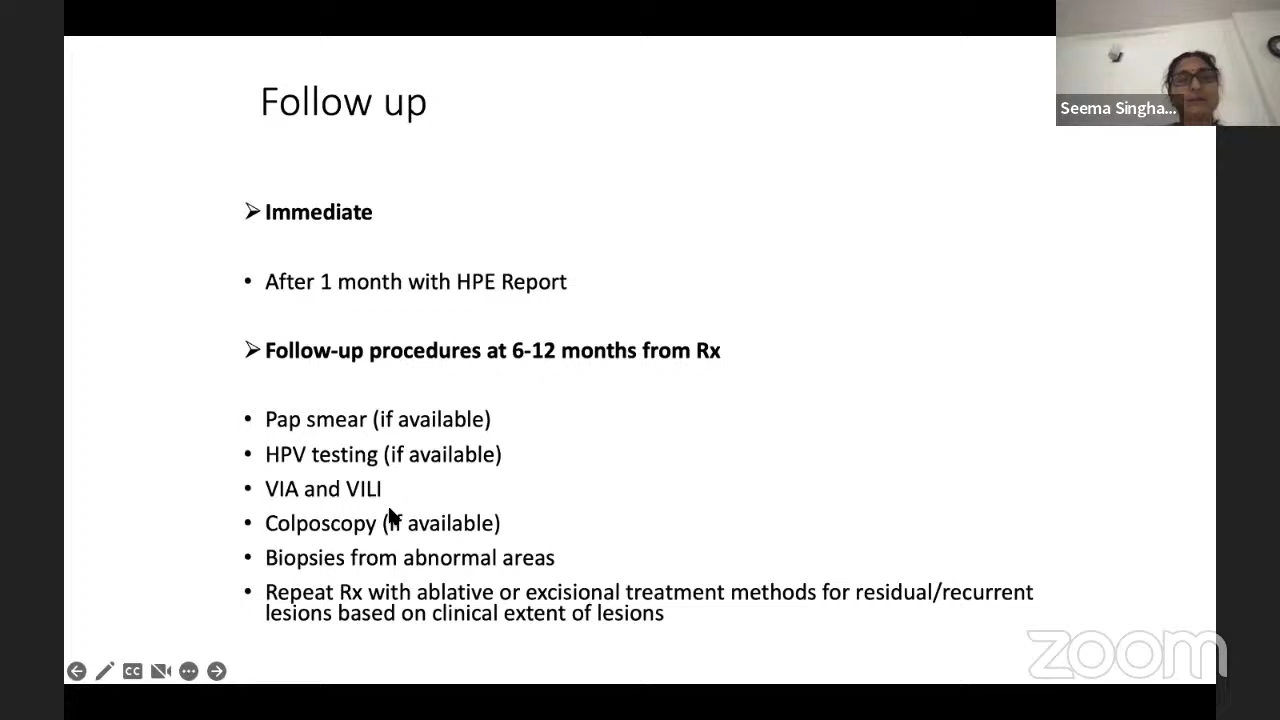 Follow up
Seema Singha...
Immediate
After 1 month with HPE Report
Follow-up procedures at 6-12 months from Rx
Pap smear (if available)
HPV testing (if available)
VIA and VILI
Colposcopy (if available)
Biopsies from abnormal areas
Repeat Rx with ablative or excisional treatment methods for residual/recurrent
lesions based on clinical extent of lesions
CC
zoom